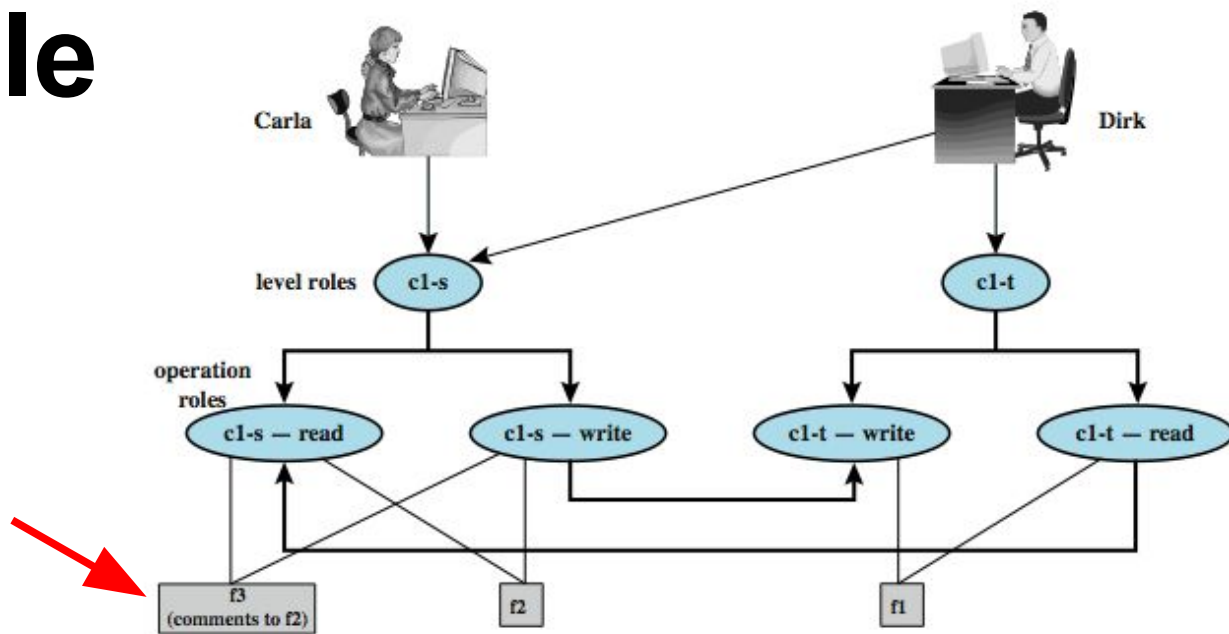 le
Carla
Dirk
level roles
c1-s
c1-t
operation
roles
c1-s — read
c1-s — write
c1-t — write
c1-t — read
f3
(comments to f2)
f2
f1